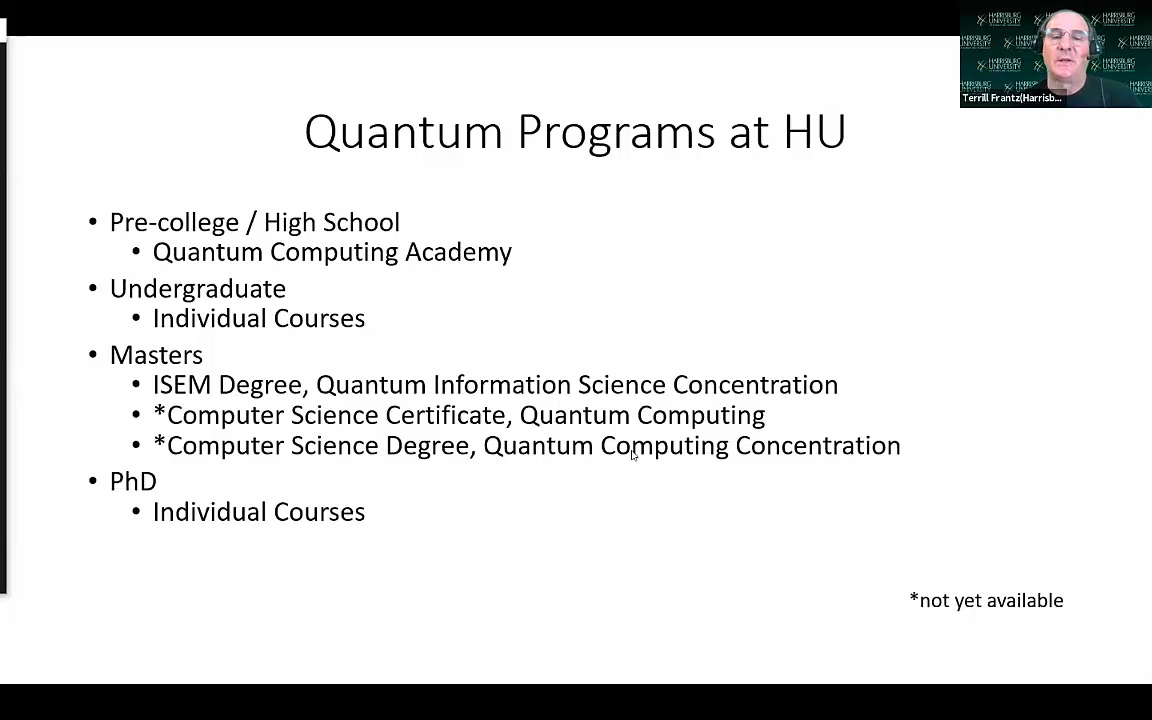 Quantum Programs at HU
• Pre-college / High School
• Quantum Computing Academy
• Undergraduate
• Individual Courses
• Masters
• ISEM Degree, Quantum Information Science Concentration
• *Computer Science Certificate, Quantum Computing
• *Computer Science Degree, Quantum Computing Concentration
• PhD
• Individual Courses
*not yet available
HARRISBURG
UNIVERSITY
Terrill Frantz(Harrisb...